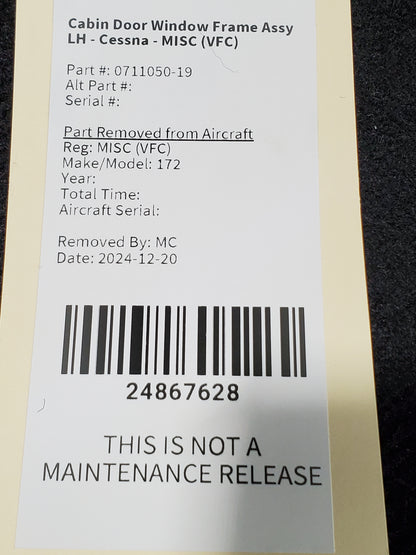 Cabin Door Window Frame Assy
LH - Cessna - MISC (VFC)
Part #: 0711050-19
Alt Part #:
Serial #:
Part Removed from Aircraft
Reg: MISC (VFC)
Make/Model: 172
Year:
Total Time:
Aircraft Serial:
Removed By: MC
Date: 2024-12-20
24867628
THIS IS NOT A
MAINTENANCE RELEASE